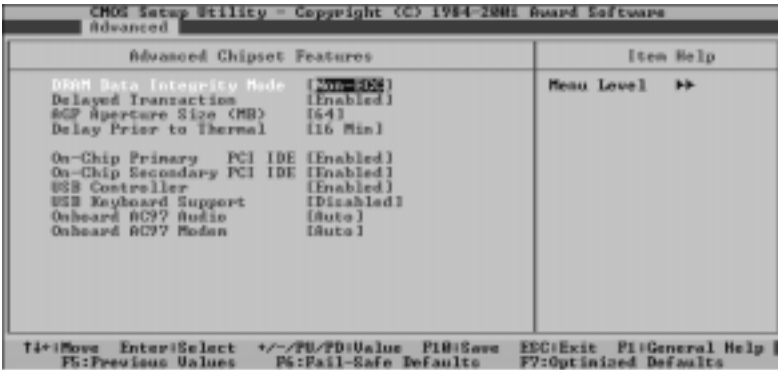 CMOS Setup Utility - Copyright (C) 1984-2001 Award Software
Advanced
Advanced Chipset Features
Item Help
DRAM Data Integrity Mode [Non-ECC]
Menu Level ▶▶
Delayed Transaction [Enabled]
AGP Aperture Size (MB) [64]
Delay Prior to Thermal [16 Min]
On-Chip Primary PCI IDE [Enabled]
On-Chip Secondary PCI IDE [Enabled]
USB Controller [Enabled]
USB Keyboard Support [Disabled]
Onboard AC97 Audio [Auto]
Onboard AC97 Modem [Auto]
↑↓←:Move Enter:Select +/-/PU/PD:Value F10:Save ESC:Exit F1:General Help
F5:Previous Values F6:Fail-Safe Defaults F7:Optimized Defaults